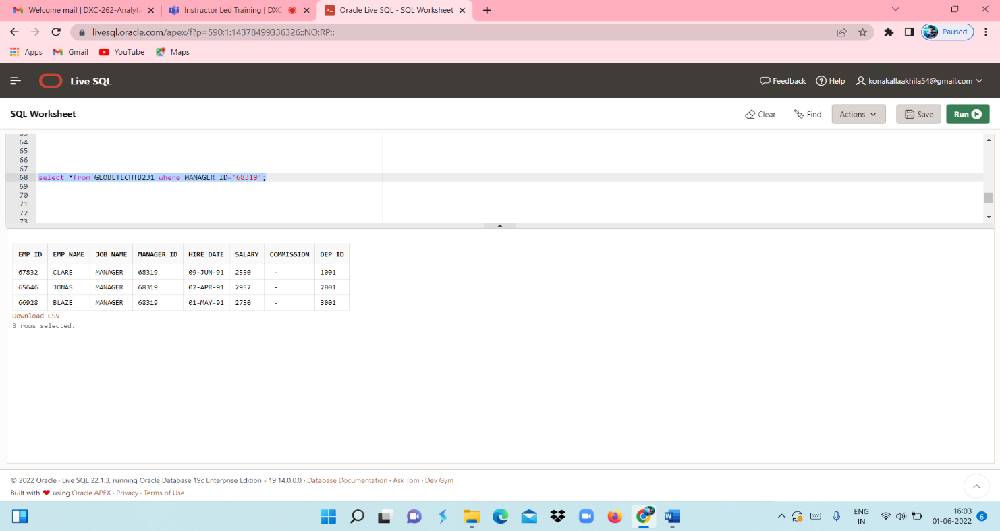 Welcome mail | DXC-262-Analyti
Instructor Led Training | DXC
Oracle Live SQL - SQL Worksheet
livesql.oracle.com/apex/f?p=590:1:14378499336326::NO:RP::
Paused
Apps Gmail YouTube Maps
Live SQL
Feedback Help konakallaakhila54@gmail.com
SQL Worksheet
Clear Find Actions Save Run
63
64
65
66
67
68 select *from GLOBETECHTB231 where MANAGER_ID='68319';
69
70
71
72
73
EMP_ID EMP_NAME JOB_NAME MANAGER_ID HIRE_DATE SALARY COMMISSION DEP_ID
67832 CLARE MANAGER 68319 09-JUN-91 2550 - 1001
65646 JONAS MANAGER 68319 02-APR-91 2957 - 2001
66928 BLAZE MANAGER 68319 01-MAY-91 2750 - 3001
Download CSV
3 rows selected.
© 2022 Oracle · Live SQL 22.1.3, running Oracle Database 19c Enterprise Edition - 19.14.0.0.0 · Database Documentation · Ask Tom · Dev Gym
Built with ♥ using Oracle APEX · Privacy · Terms of Use
ENG
IN
16:03
01-06-2022
6